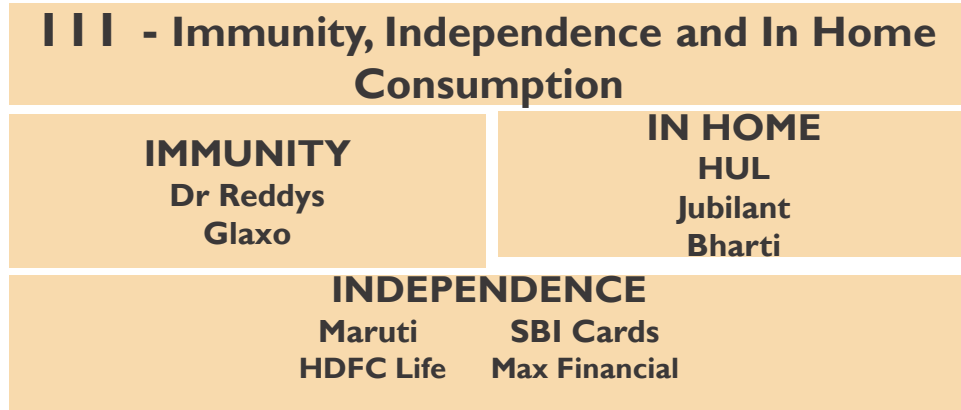 I I I - Immunity, Independence and In Home
Consumption
IMMUNITY
Dr Reddys
Glaxo
IN HOME
HUL
Jubilant
Bharti
INDEPENDENCE
Maruti SBI Cards
HDFC Life Max Financial